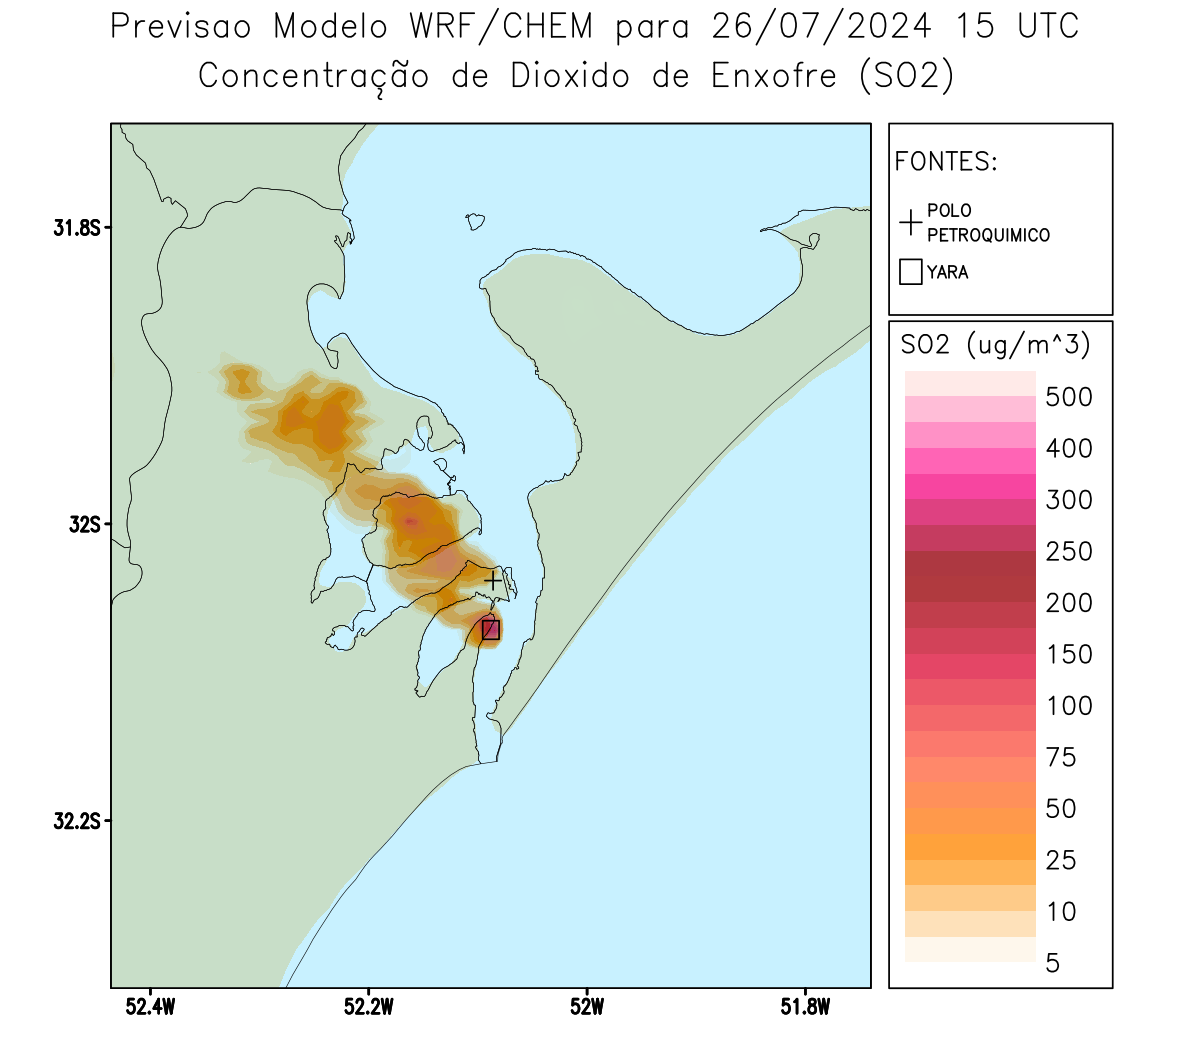 Previsao Modelo WRF/CHEM para 26/07/2024 15 UTC
Concentração de Dioxido de Enxofre (SO2)
FONTES:
POLO
PETROQUIMICO
YARA
SO2 (ug/m^3)
500
400
300
250
200
150
100
75
50
25
10
5
31.8S
32S
32.2S
52.4W
52.2W
52W
51.8W